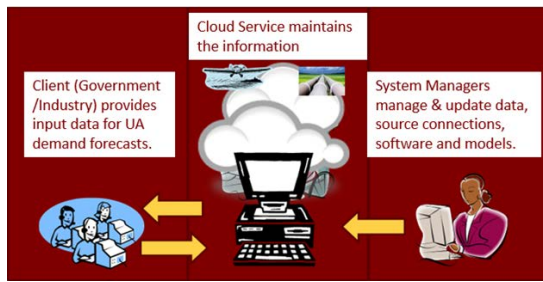 Cloud Service maintains
the information
Client (Government
/Industry) provides
input data for UA
demand forecasts.
System Managers
manage & update data,
source connections,
software and models.